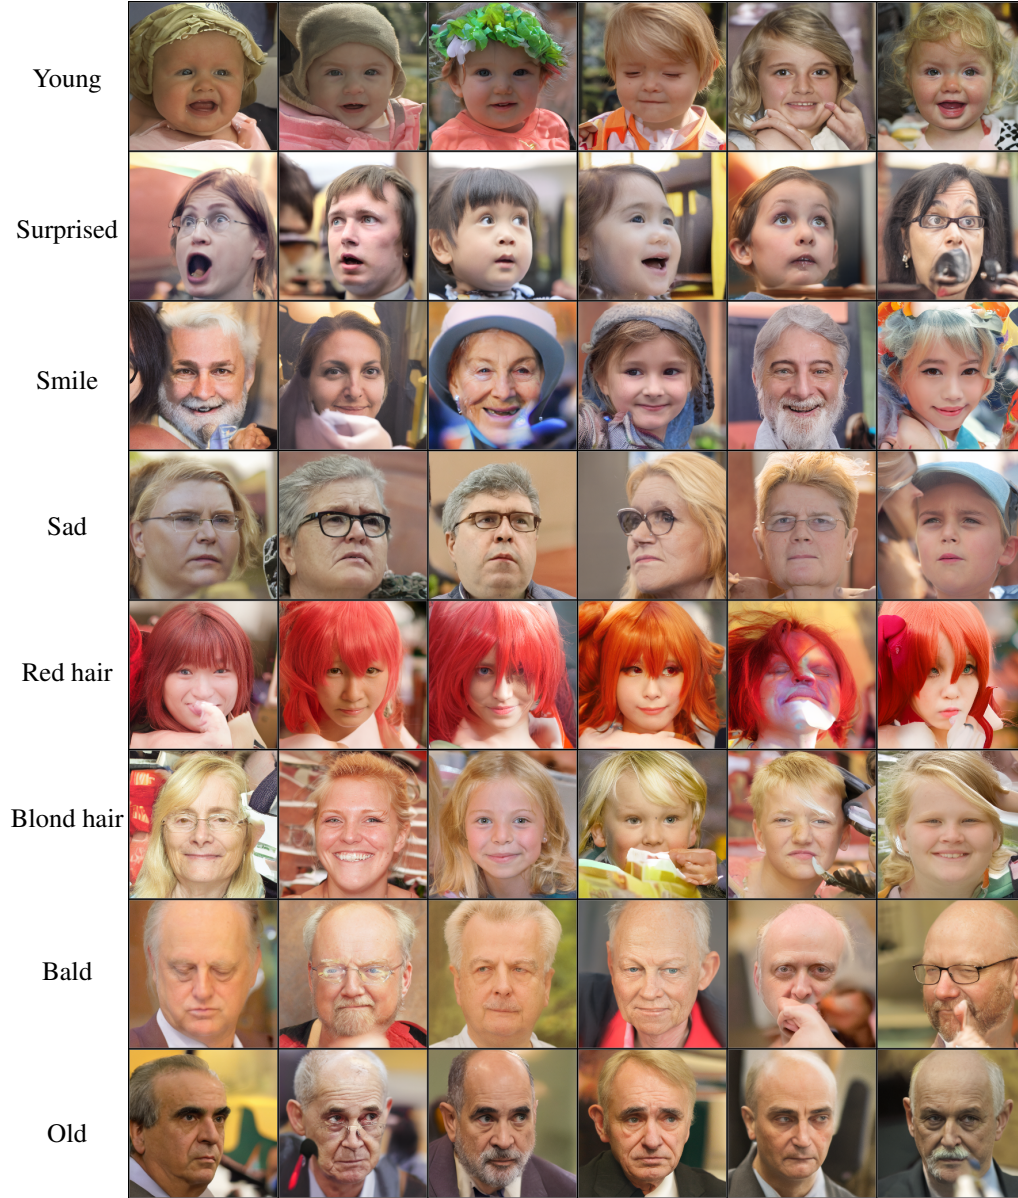 Young
Surprised
Smile
Sad
Red hair
Blond hair
Bald
Old